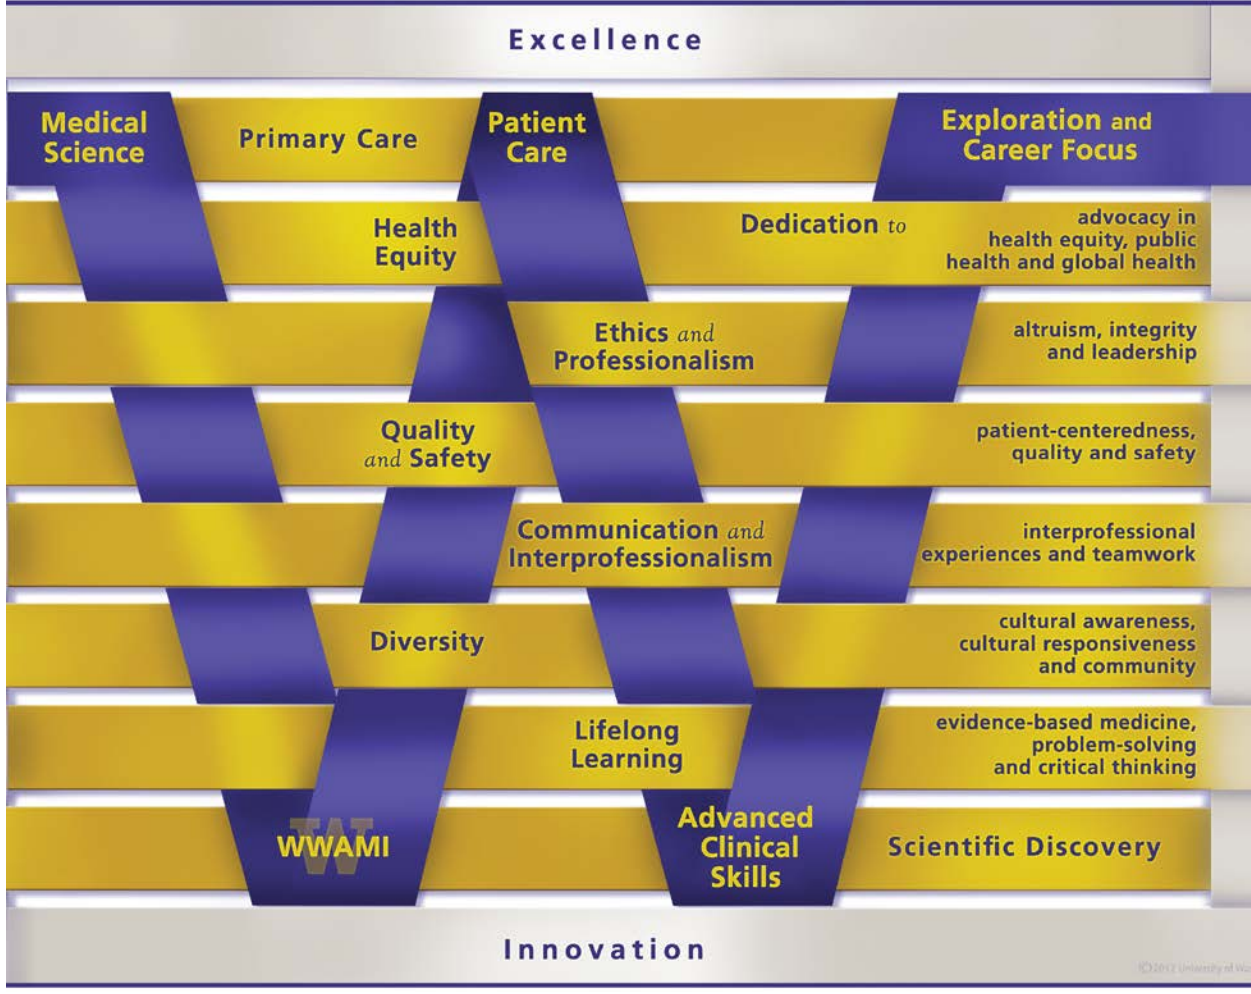 Excellence
Medical
Science
Primary Care
Patient
Care
Exploration and
Career Focus
Health
Equity
Dedication to
advocacy in
health equity, public
health and global health
Ethics and
Professionalism
altruism, integrity
and leadership
Quality
and Safety
patient-centeredness,
quality and safety
Communication and
Interprofessionalism
interprofessional
experiences and teamwork
Diversity
cultural awareness,
cultural responsiveness
and community
Lifelong
Learning
evidence-based medicine,
problem-solving
and critical thinking
W
WWAMI
Advanced
Clinical
Skills
Scientific Discovery
Innovation
©2012 University of